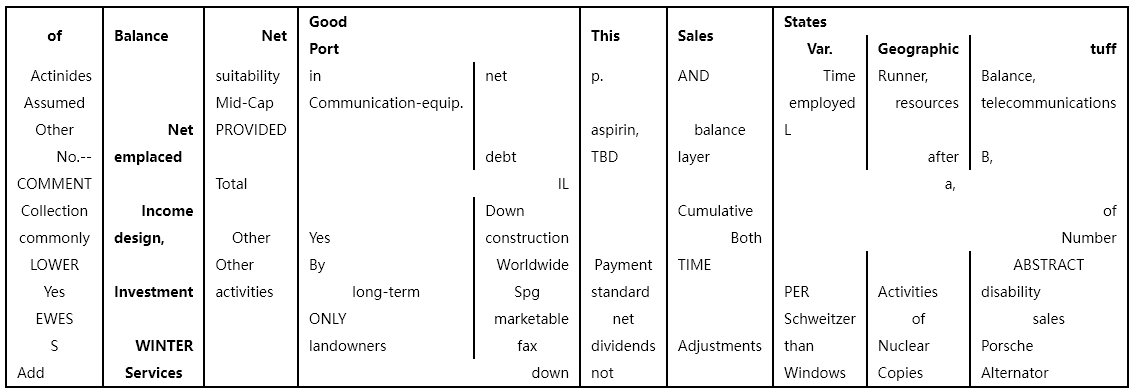 of Balance Net Good Port This Sales States
Var. Geographic tuff
Actinides suitability in net p. AND Time Runner, Balance,
Assumed Mid-Cap Communication-equip. employed resources telecommunications
Other Net PROVIDED aspirin, balance L
No.-- emplaced debt TBD layer after B,
COMMENT Total IL a,
Collection Income Down Cumulative of
commonly design, Other Yes construction Both Number
LOWER Other By Worldwide Payment TIME ABSTRACT
Yes Investment activities long-term Spg standard PER Activities disability
EWES ONLY marketable net Schweitzer of sales
S WINTER landowners fax dividends Adjustments than Nuclear Porsche
Add Services down not Windows Copies Alternator